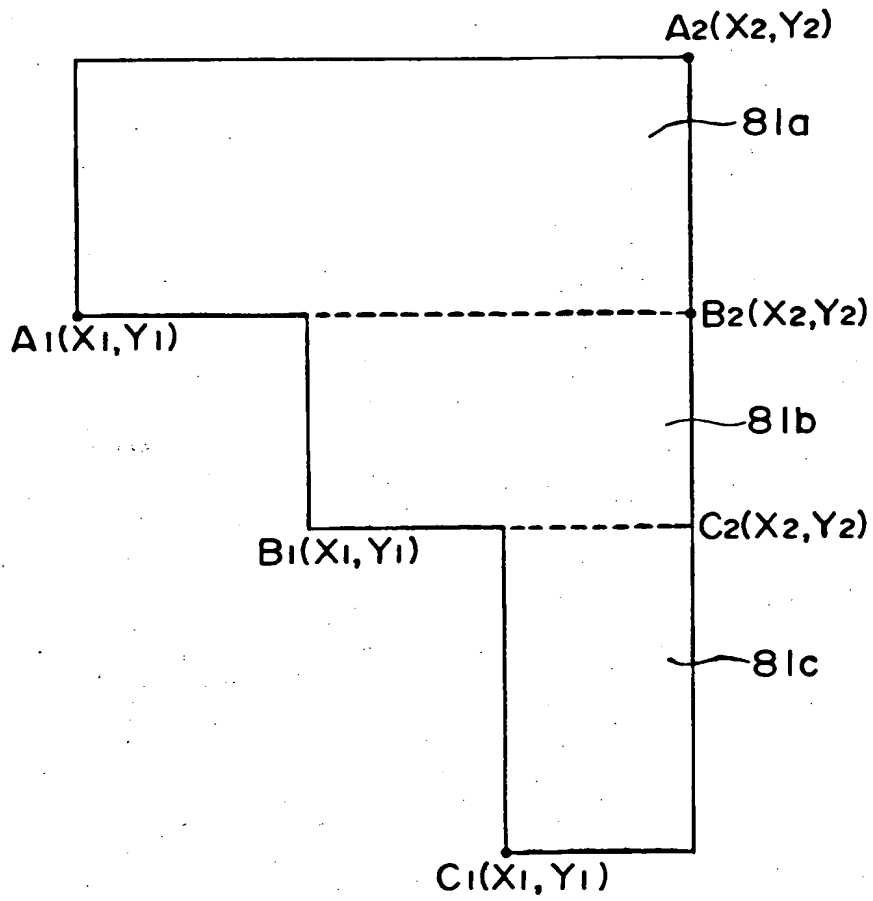 A2(X2,Y2)
81a
A1(X1,Y1)
B2(X2,Y2)
81b
B1(X1,Y1)
C2(X2,Y2)
81c
C1(X1,Y1)